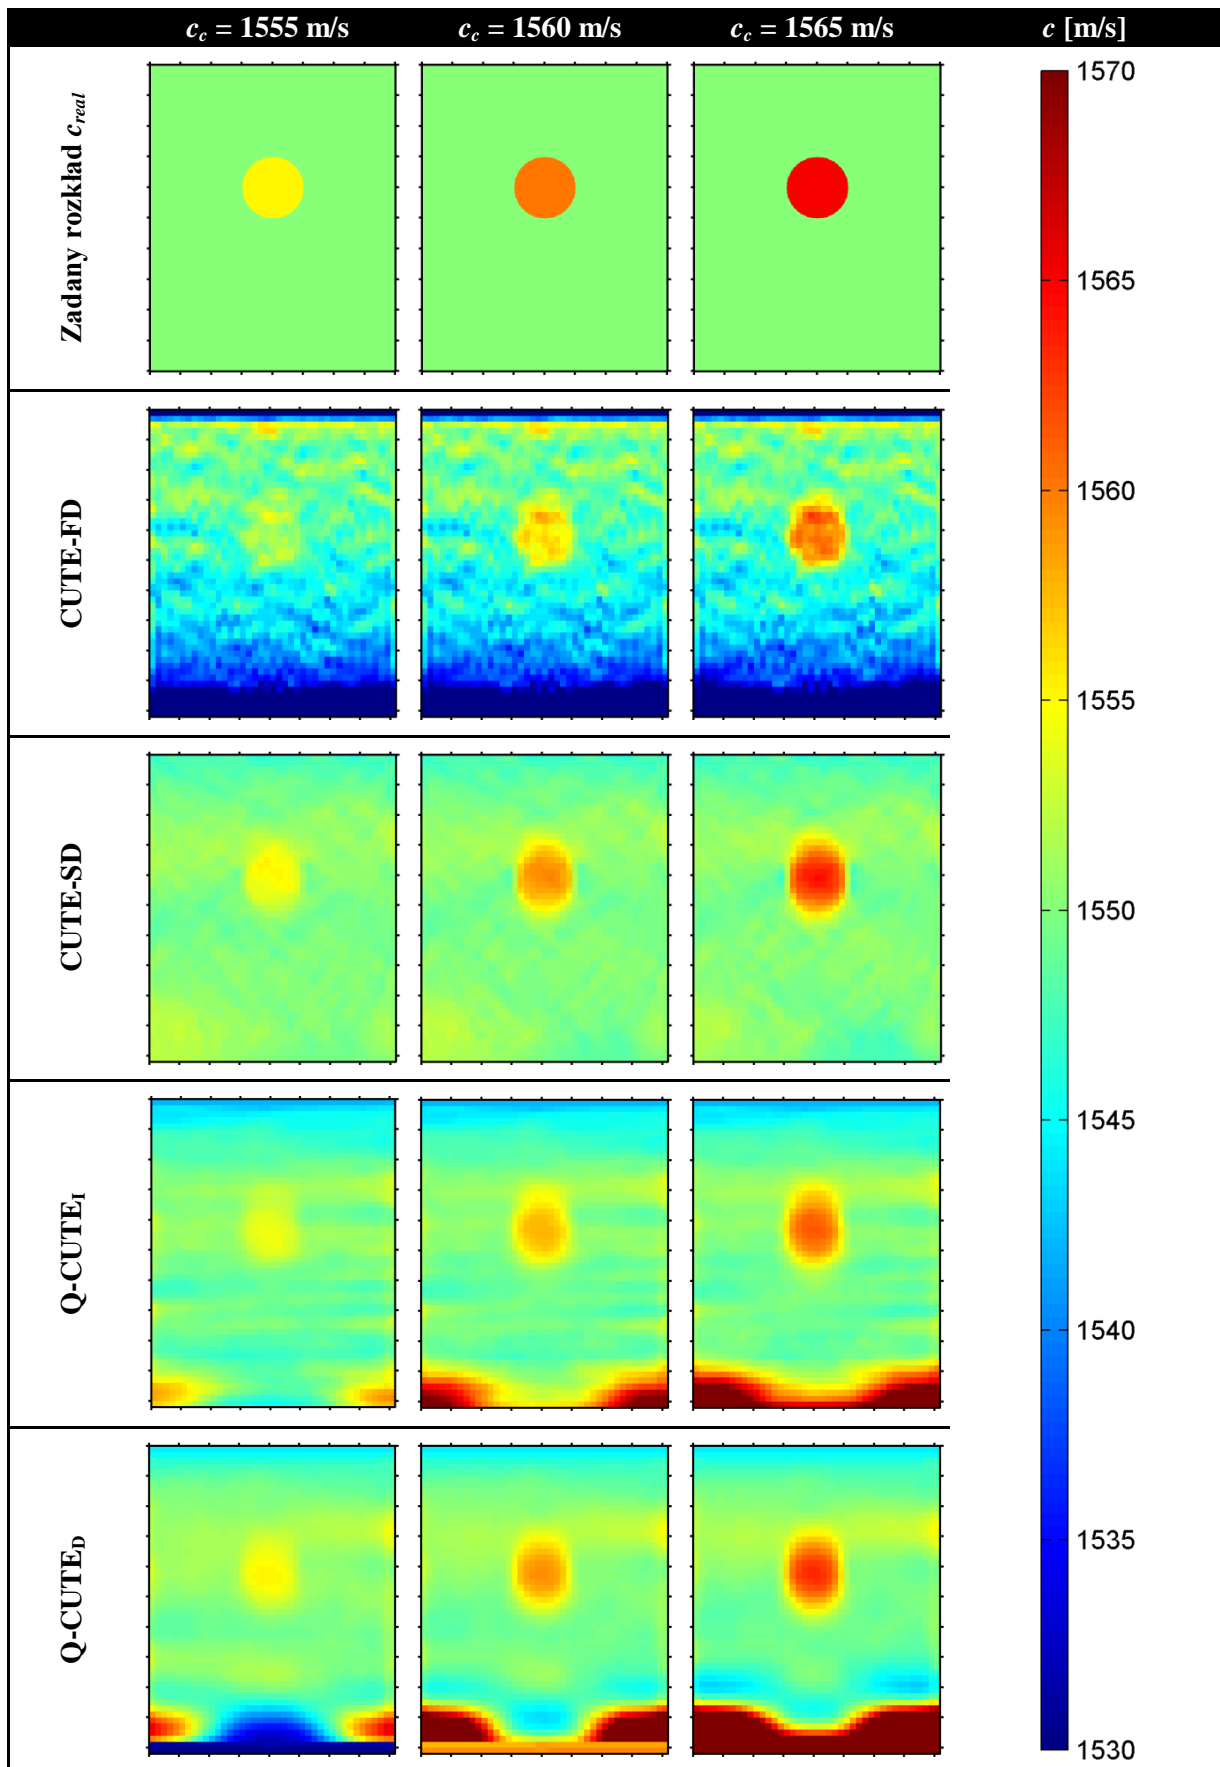 c_c = 1555 m/s c_c = 1560 m/s c_c = 1565 m/s c [m/s]
Zadany rozkład c_real
CUTE-FD
CUTE-SD
Q-CUTE_I
Q-CUTE_D
1570
1565
1560
1555
1550
1545
1540
1535
1530